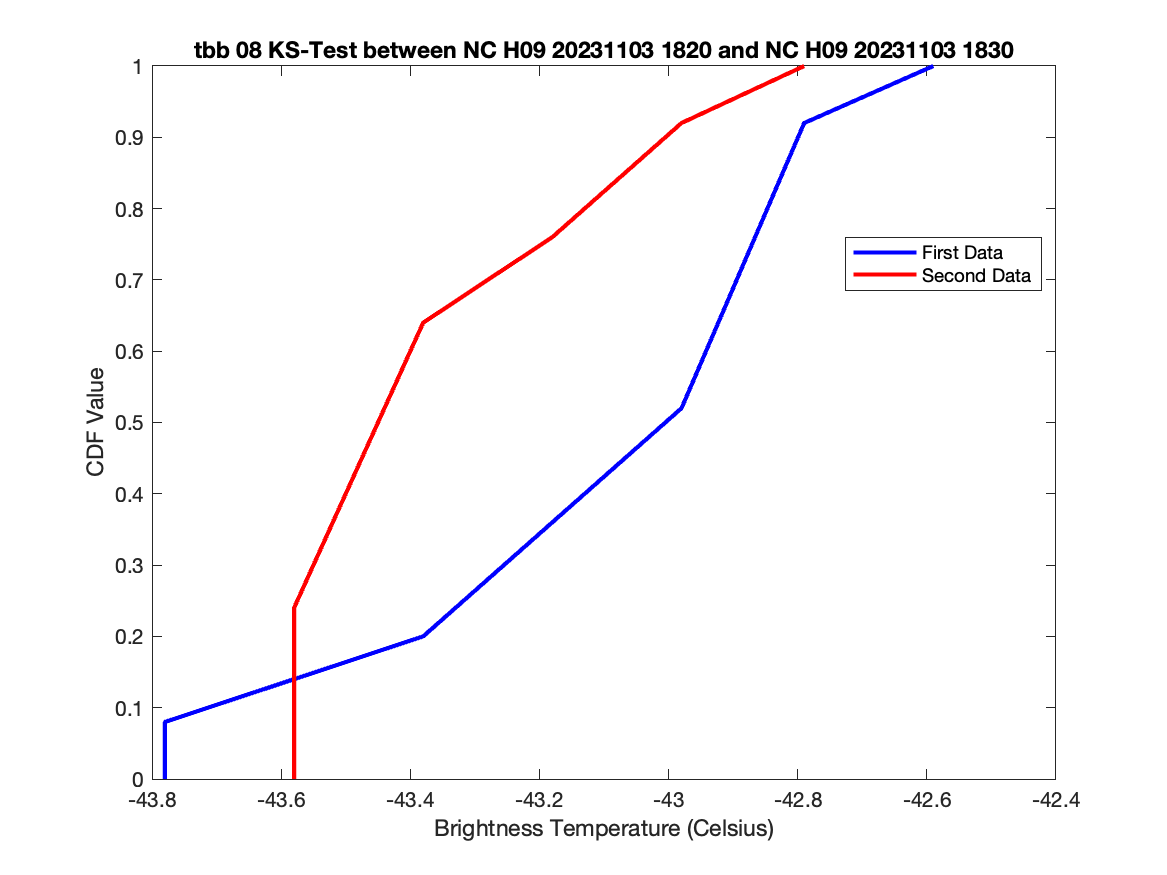 tbb 08 KS-Test between NC H09 20231103 1820 and NC H09 20231103 1830
1
0.9
0.8
0.7
0.6
0.5
0.4
0.3
0.2
0.1
0
CDF Value
First Data
Second Data
-43.8 -43.6 -43.4 -43.2 -43 -42.8 -42.6 -42.4
Brightness Temperature (Celsius)